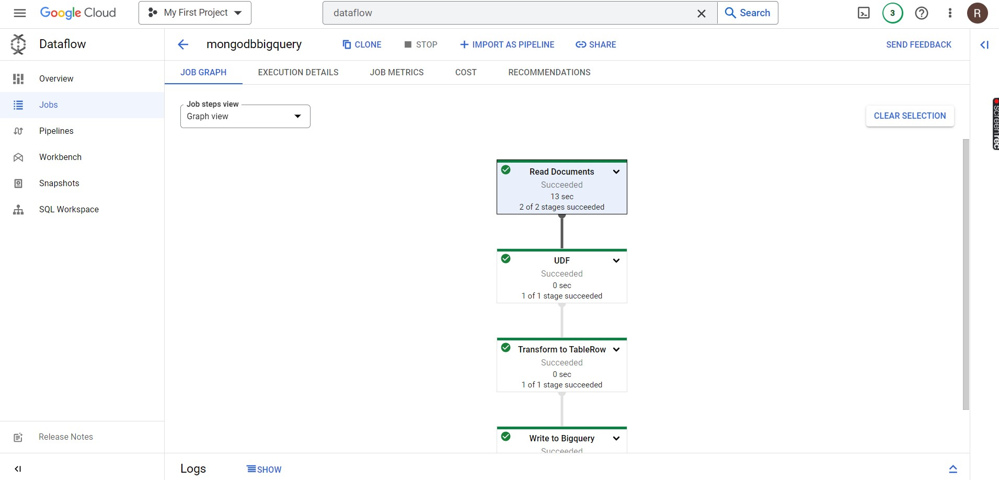 Google Cloud
My First Project
dataflow
Search
3
R
Dataflow
mongodbbigquery
CLONE
STOP
IMPORT AS PIPELINE
SHARE
SEND FEEDBACK
Overview
Jobs
Pipelines
Workbench
Snapshots
SQL Workspace
Release Notes
JOB GRAPH
EXECUTION DETAILS
JOB METRICS
COST
RECOMMENDATIONS
Job steps view
Graph view
CLEAR SELECTION
Read Documents
Succeeded
13 sec
2 of 2 stages succeeded
UDF
Succeeded
0 sec
1 of 1 stage succeeded
Transform to TableRow
Succeeded
0 sec
1 of 1 stage succeeded
Write to Bigquery
Succeeded
Logs
SHOW
screenrec